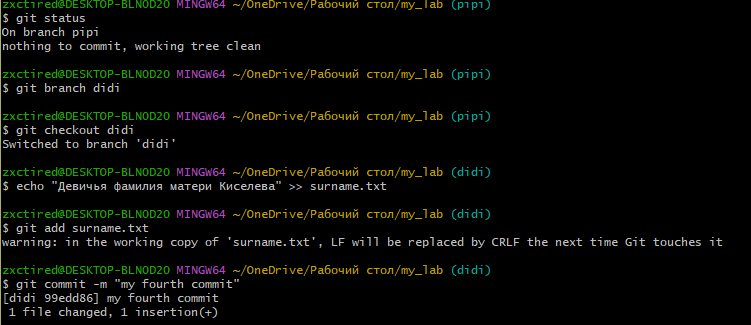 zxctired@DESKTOP-BLNOD2O MINGW64 ~/OneDrive/Рабочий стол/my_lab (pipi)
$ git status
On branch pipi
nothing to commit, working tree clean
zxctired@DESKTOP-BLNOD2O MINGW64 ~/OneDrive/Рабочий стол/my_lab (pipi)
$ git branch didi
zxctired@DESKTOP-BLNOD2O MINGW64 ~/OneDrive/Рабочий стол/my_lab (pipi)
$ git checkout didi
Switched to branch 'didi'
zxctired@DESKTOP-BLNOD2O MINGW64 ~/OneDrive/Рабочий стол/my_lab (didi)
$ echo "Девичья фамилия матери Киселева" >> surname.txt
zxctired@DESKTOP-BLNOD2O MINGW64 ~/OneDrive/Рабочий стол/my_lab (didi)
$ git add surname.txt
warning: in the working copy of 'surname.txt', LF will be replaced by CRLF the next time Git touches it
zxctired@DESKTOP-BLNOD2O MINGW64 ~/OneDrive/Рабочий стол/my_lab (didi)
$ git commit -m "my fourth commit"
[didi 99edd86] my fourth commit
1 file changed, 1 insertion(+)